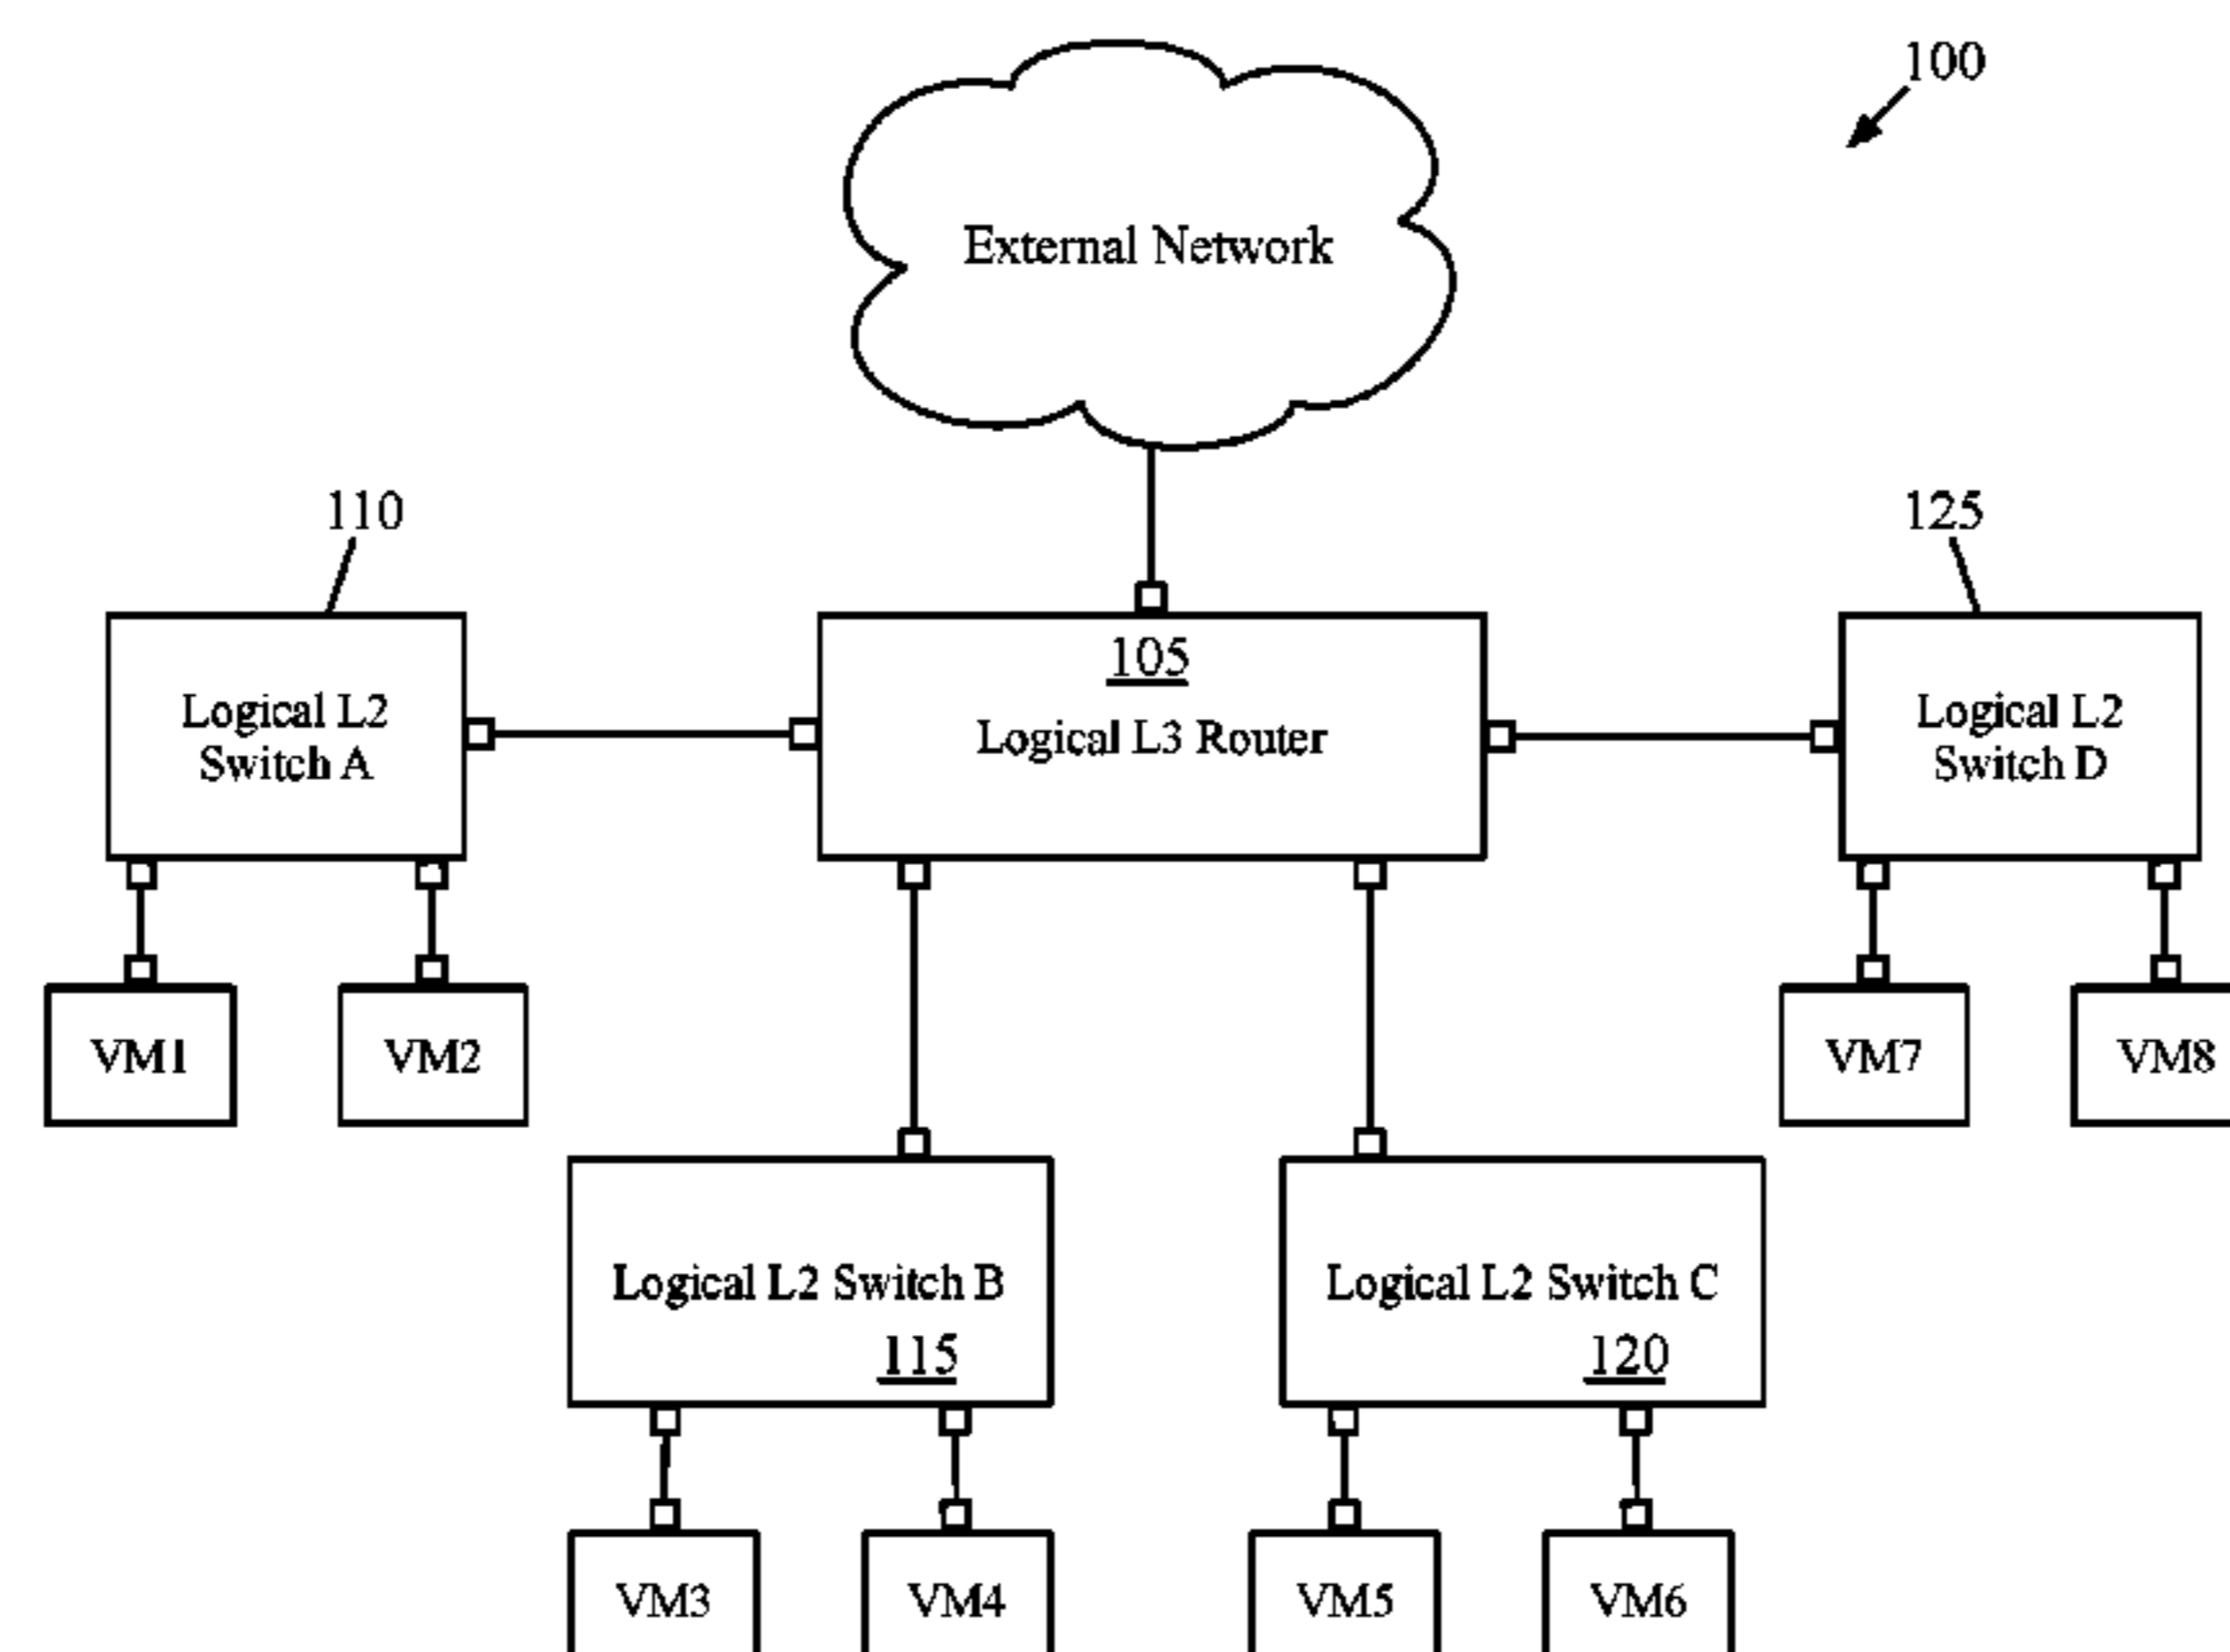 100
External Network
110
125
105
Logical L2
Switch A
Logical L3 Router
Logical L2
Switch D
VM1
VM2
VM7
VM8
Logical L2 Switch B
115
Logical L2 Switch C
120
VM3
VM4
VM5
VM6